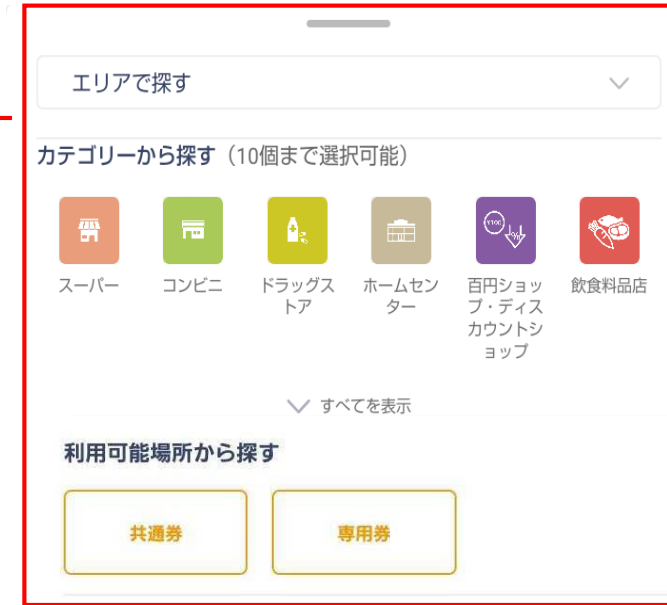 エリアで探す
カテゴリーから探す（10個まで選択可能）
¥100
スーパー
コンビニ
ドラッグス
トア
ホームセン
ター
百円ショッ
プ・ディス
カウントシ
ョップ
飲食料品店
すべてを表示
利用可能場所から探す
共通券
専用券